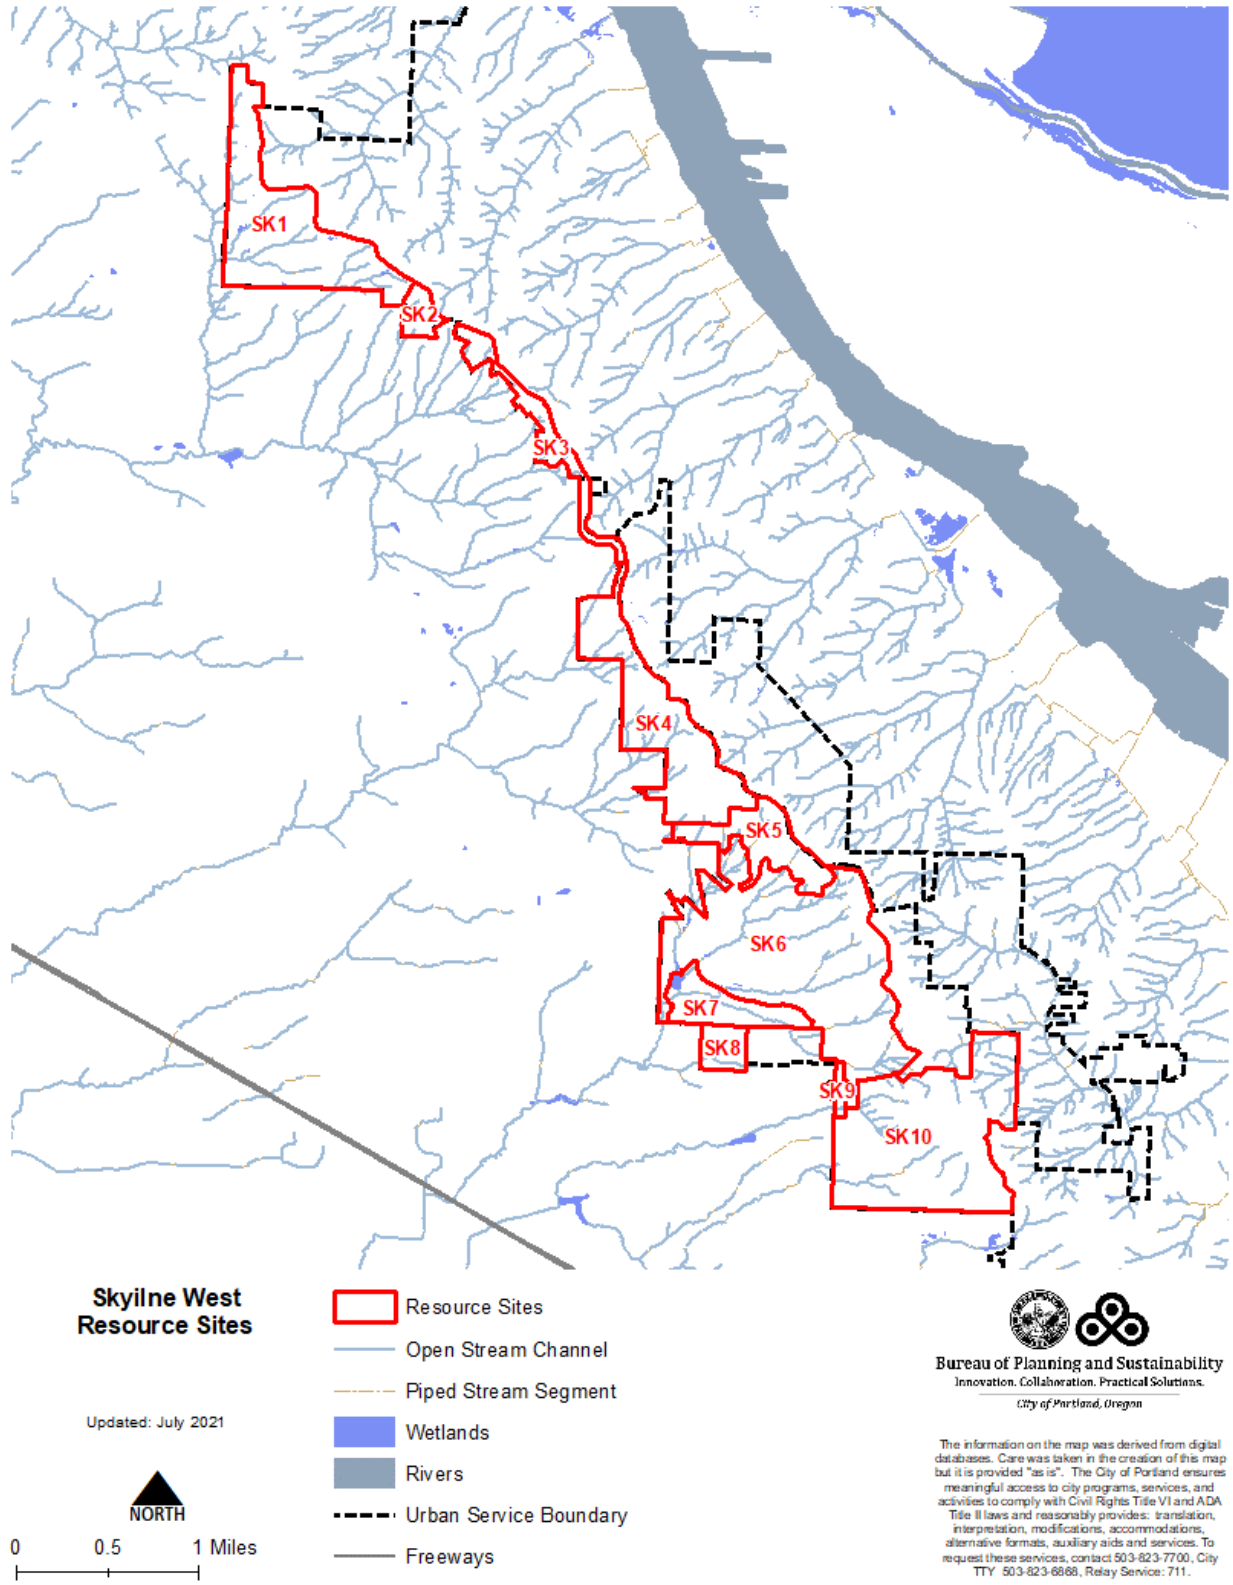 SK1
SK2
SK3
SK4
SK5
SK6
SK7
SK8
SK9
SK10
Skyilne West
Resource Sites
Updated: July 2021
NORTH
0 0.5 1 Miles
Resource Sites
Open Stream Channel
Piped Stream Segment
Wetlands
Rivers
Urban Service Boundary
Freeways
Bureau of Planning and Sustainability
Innovation. Collaboration. Practical Solutions.
City of Portland, Oregon
The information on the map was derived from digital
databases. Care was taken in the creation of this map
but it is provided "as is". The City of Portland ensures
meaningful access to city programs, services, and
activities to comply with Civil Rights Title VI and ADA
Title II laws and reasonably provides: translation,
interpretation, modifications, accommodations,
alternative formats, auxiliary aids and services. To
request these services, contact 503-823-7700, City
TTY 503-823-6868, Relay Service: 711.